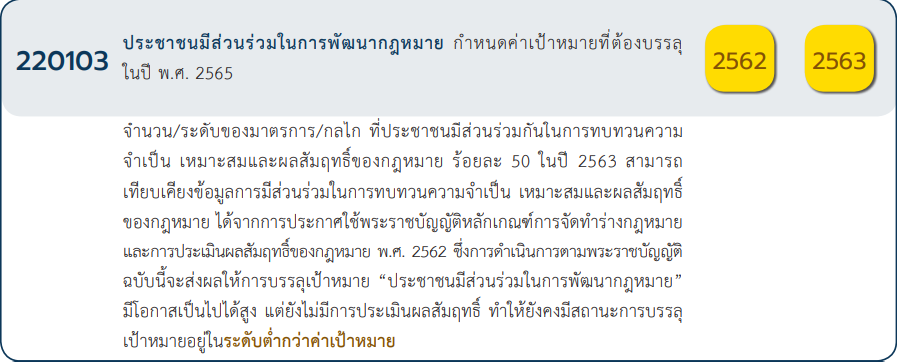 220103
ประชาชนมีส่วนร่วมในการพัฒนากฎหมาย กำหนดค่าเป้าหมายที่ต้องบรรลุ
ในปี พ.ศ. 2565
2562
2563
จำนวน/ระดับของมาตรการ/กลไก ที่ประชาชนมีส่วนร่วมกันในการทบทวนความ
จำเป็น เหมาะสมและผลสัมฤทธิ์ของกฎหมาย ร้อยละ 50 ในปี 2563 สามารถ
เทียบเคียงข้อมูลการมีส่วนร่วมในการทบทวนความจำเป็น เหมาะสมและผลสัมฤทธิ์
ของกฎหมาย ได้จากการประกาศใช้พระราชบัญญัติหลักเกณฑ์การจัดทำร่างกฎหมาย
และการประเมินผลสัมฤทธิ์ของกฎหมาย พ.ศ. 2562 ซึ่งการดำเนินการตามพระราชบัญญัติ
ฉบับนี้จะส่งผลให้การบรรลุเป้าหมาย “ประชาชนมีส่วนร่วมในการพัฒนากฎหมาย”
มีโอกาสเป็นไปได้สูง แต่ยังไม่มีการประเมินผลสัมฤทธิ์ ทำให้ยังคงมีสถานะการบรรลุ
เป้าหมายอยู่ในระดับต่ำกว่าค่าเป้าหมาย